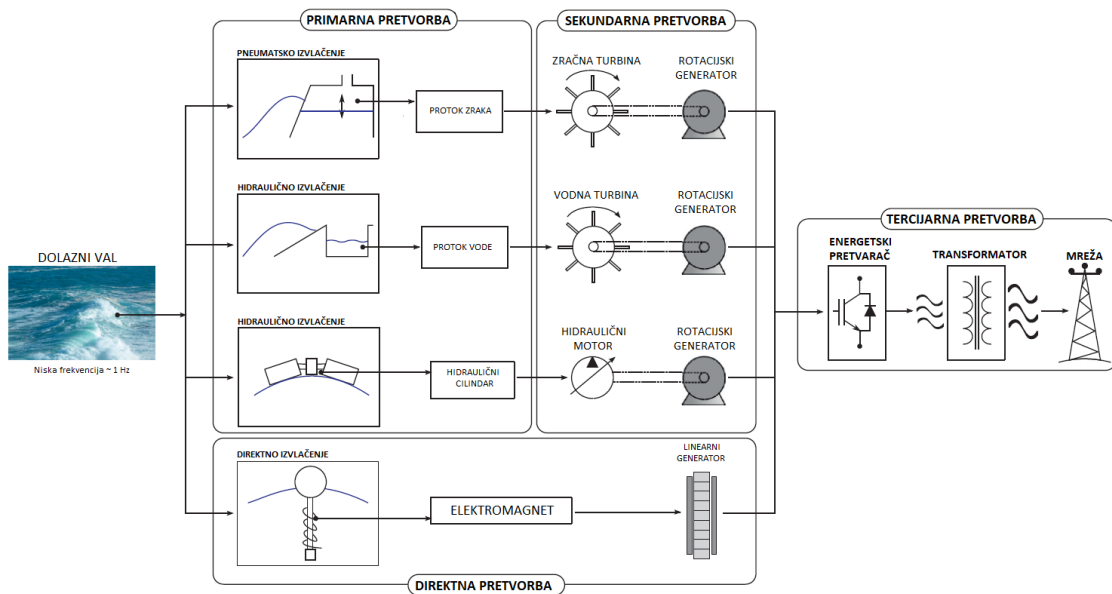 PRIMARNA PRETVORBA
SEKUNDARNA PRETVORBA
PNEUMATSKO IZVLAČENJE
PROTOK ZRAKA
ZRAČNA TURBINA
ROTACIJSKI
GENERATOR
HIDRAULIČNO IZVLAČENJE
PROTOK VODE
VODNA TURBINA
ROTACIJSKI
GENERATOR
DOLAZNI VAL
Niska frekvencija ~ 1 Hz
HIDRAULIČNO IZVLAČENJE
HIDRAULIČNI
CILINDAR
HIDRAULIČNI
MOTOR
ROTACIJSKI
GENERATOR
DIREKTNO IZVLAČENJE
ELEKTROMAGNET
LINEARNI
GENERATOR
DIREKTNA PRETVORBA
TERCIJARNA PRETVORBA
ENERGETSKI
PRETVARAČ
TRANSFORMATOR
MREŽA